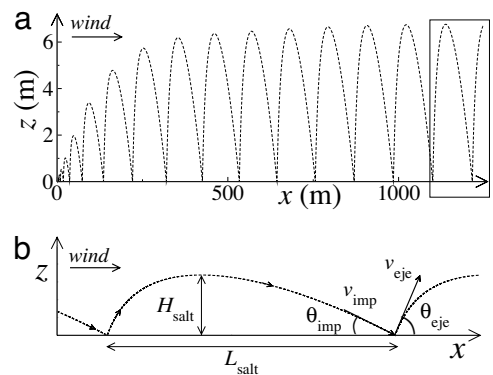 a
wind
z (m)
6
4
2
0
0
500
1000
x (m)
b
wind
z
H_salt
v_imp
v_eje
θ_imp
θ_eje
x
L_salt